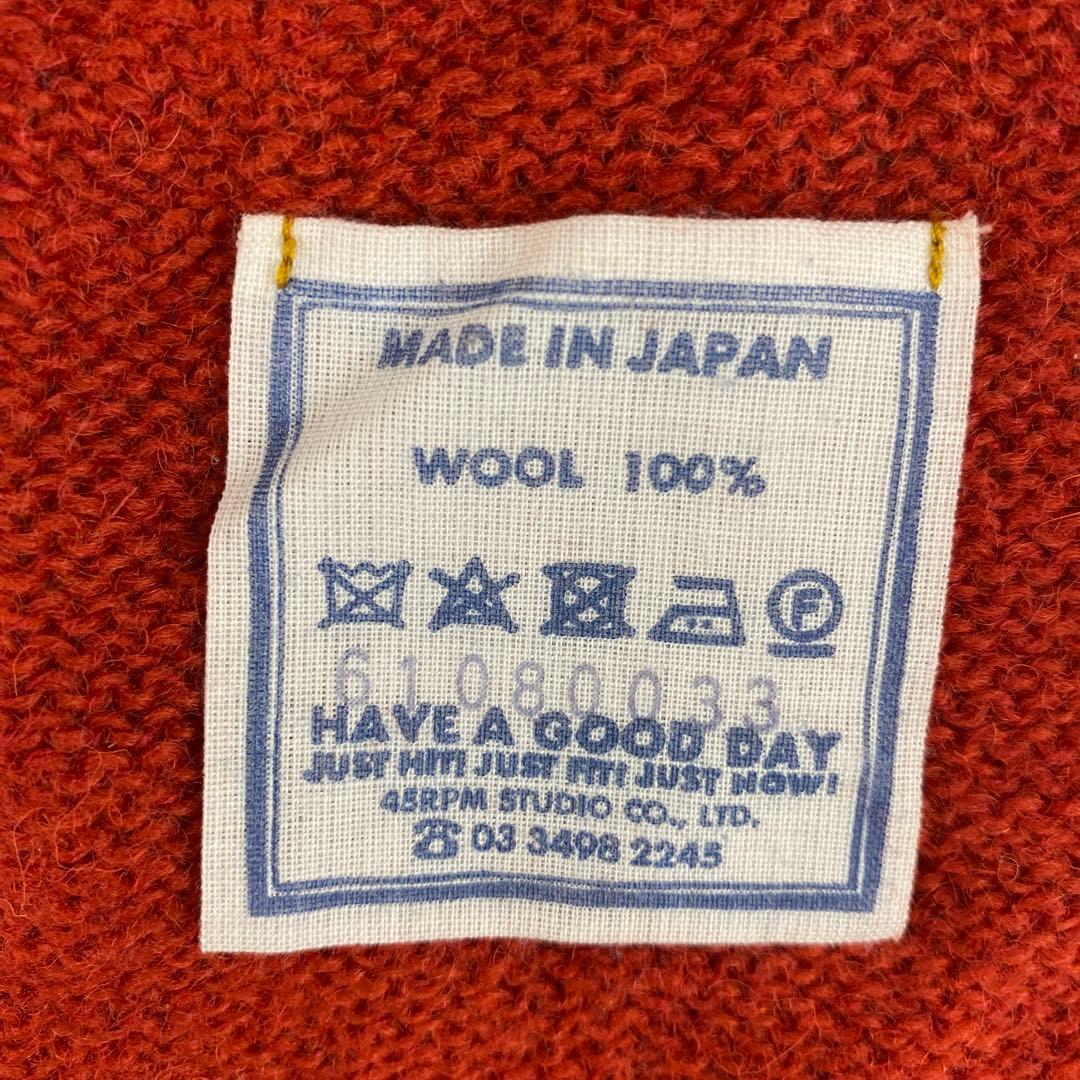 MADE IN JAPAN
WOOL 100%
F
61080033
HAVE A GOOD DAY
JUST HIT! JUST FIT! JUST NOW!
45RPM STUDIO CO., LTD.
☎ 03 3498 2245